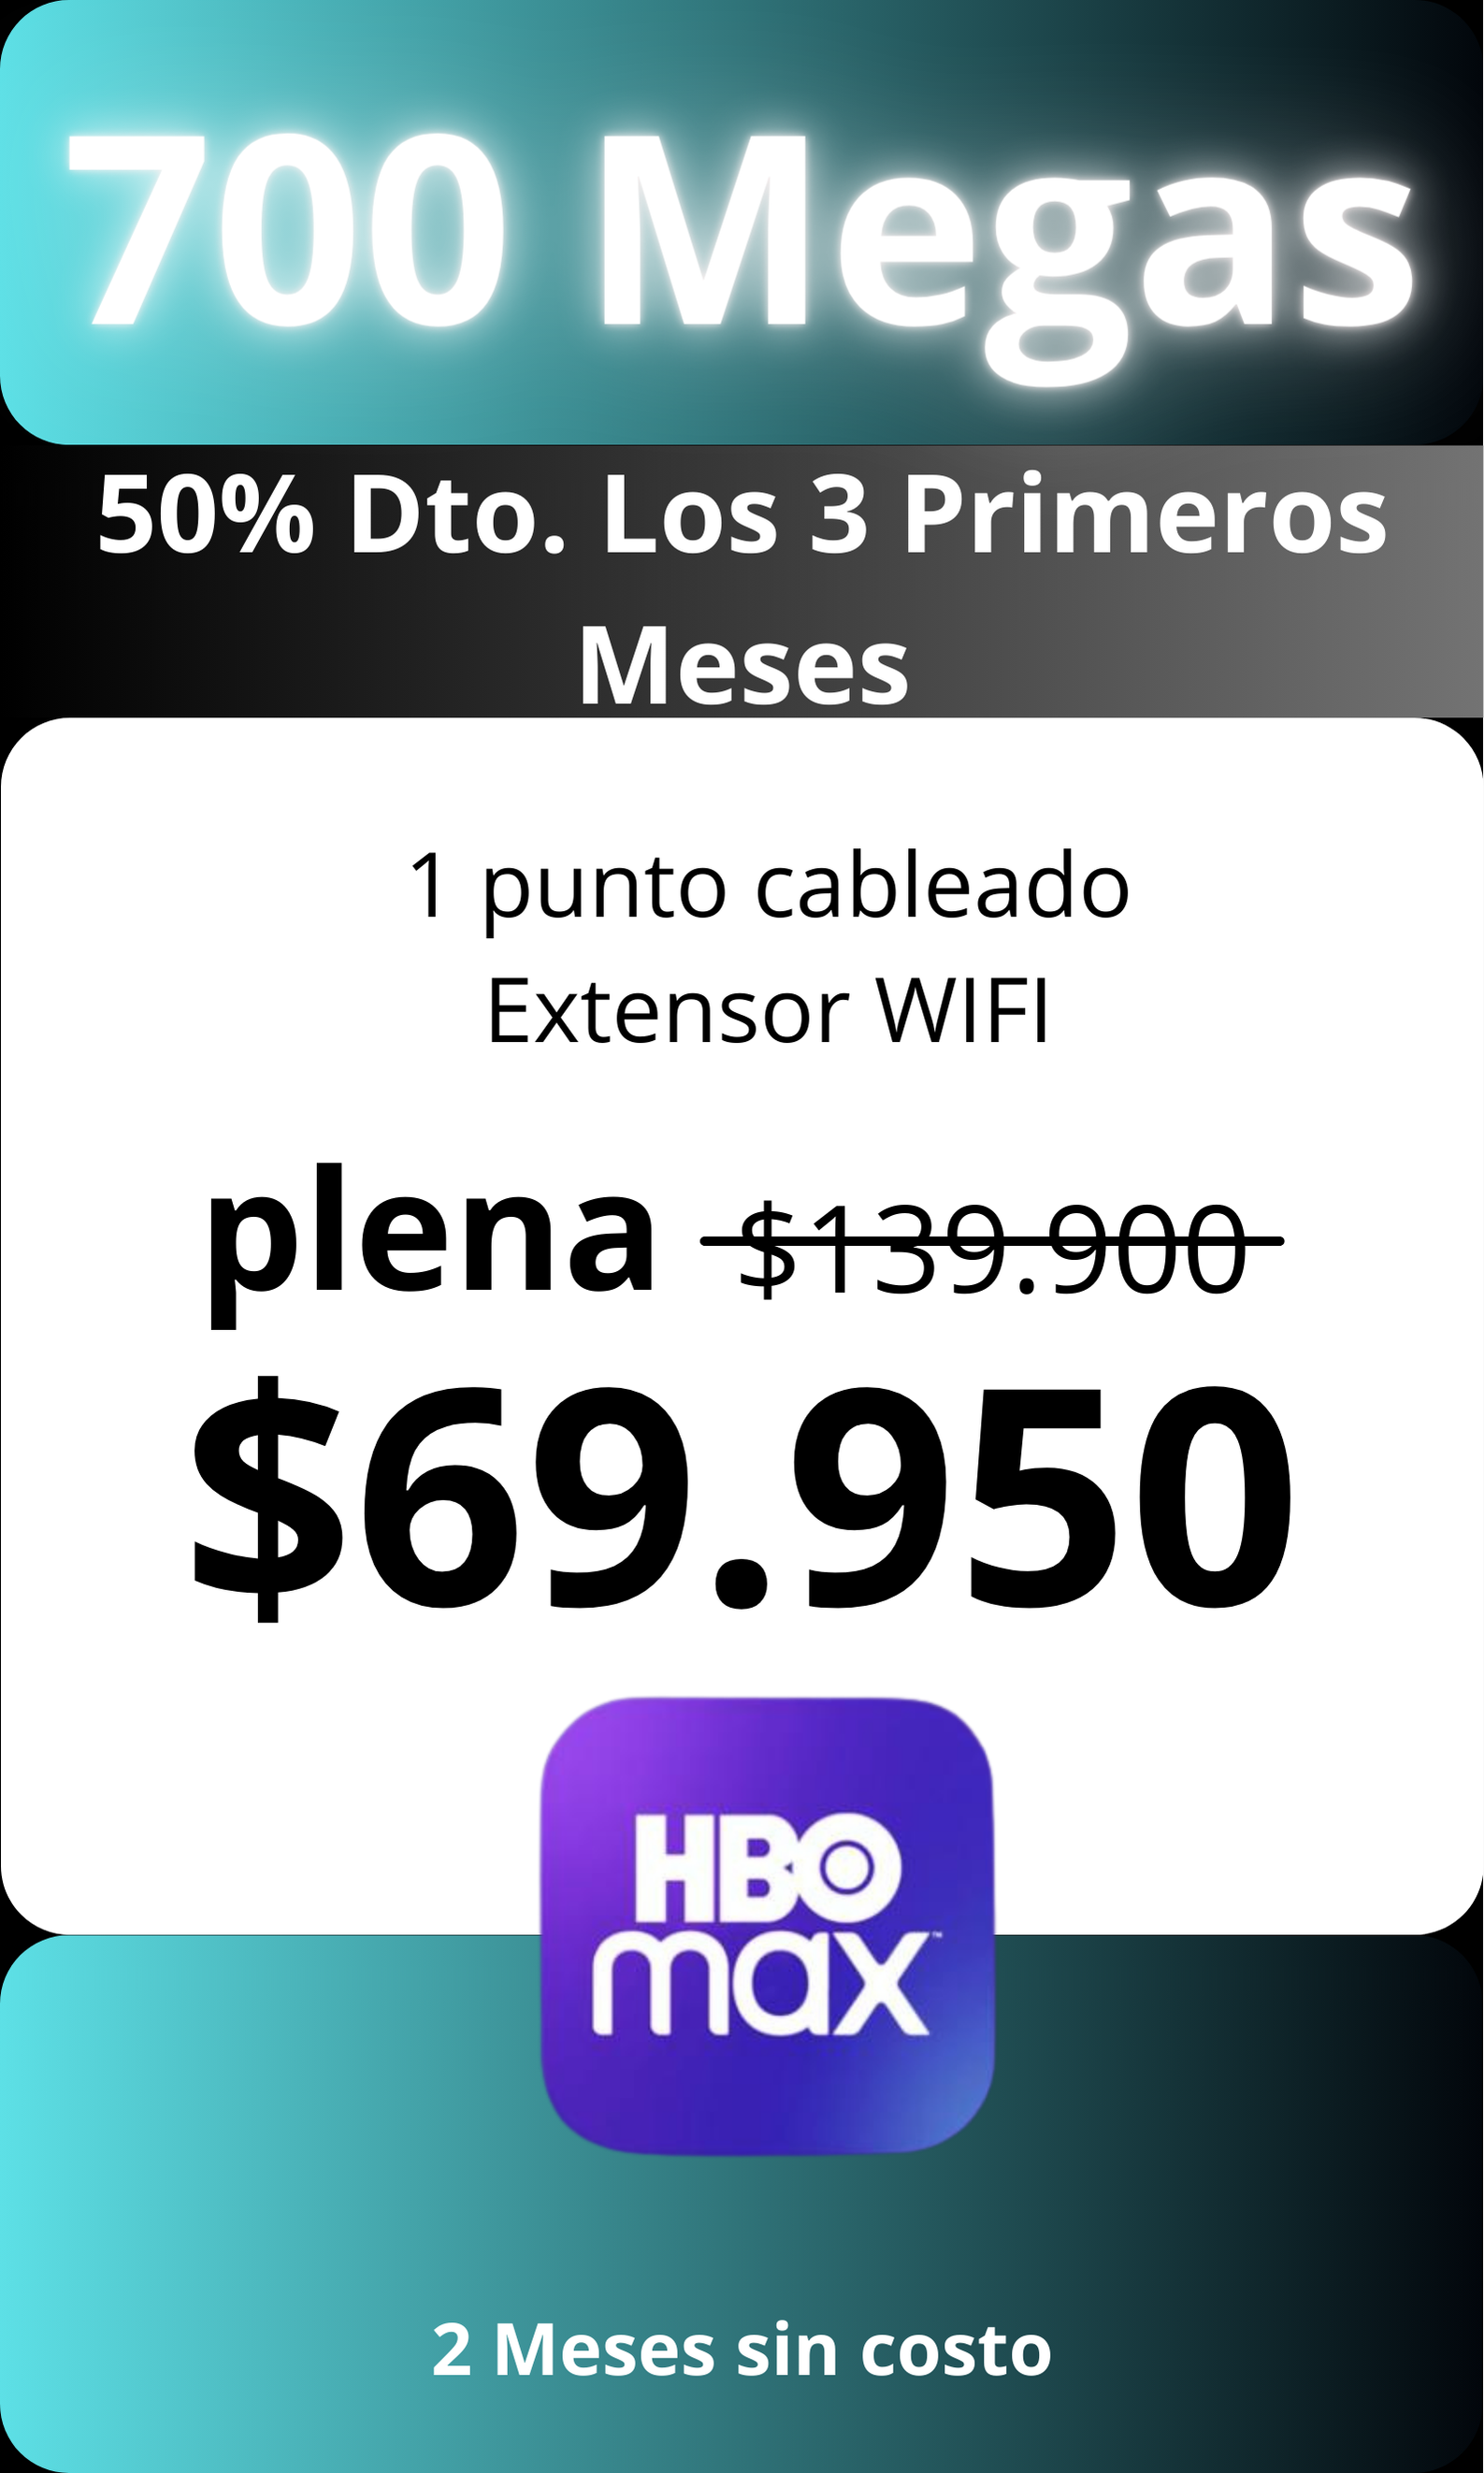 700 Megas
50% Dto. Los 3 Primeros
Meses
1 punto cableado
Extensor WIFI
plena $139.900
$69.950
HBO
max™
2 Meses sin costo